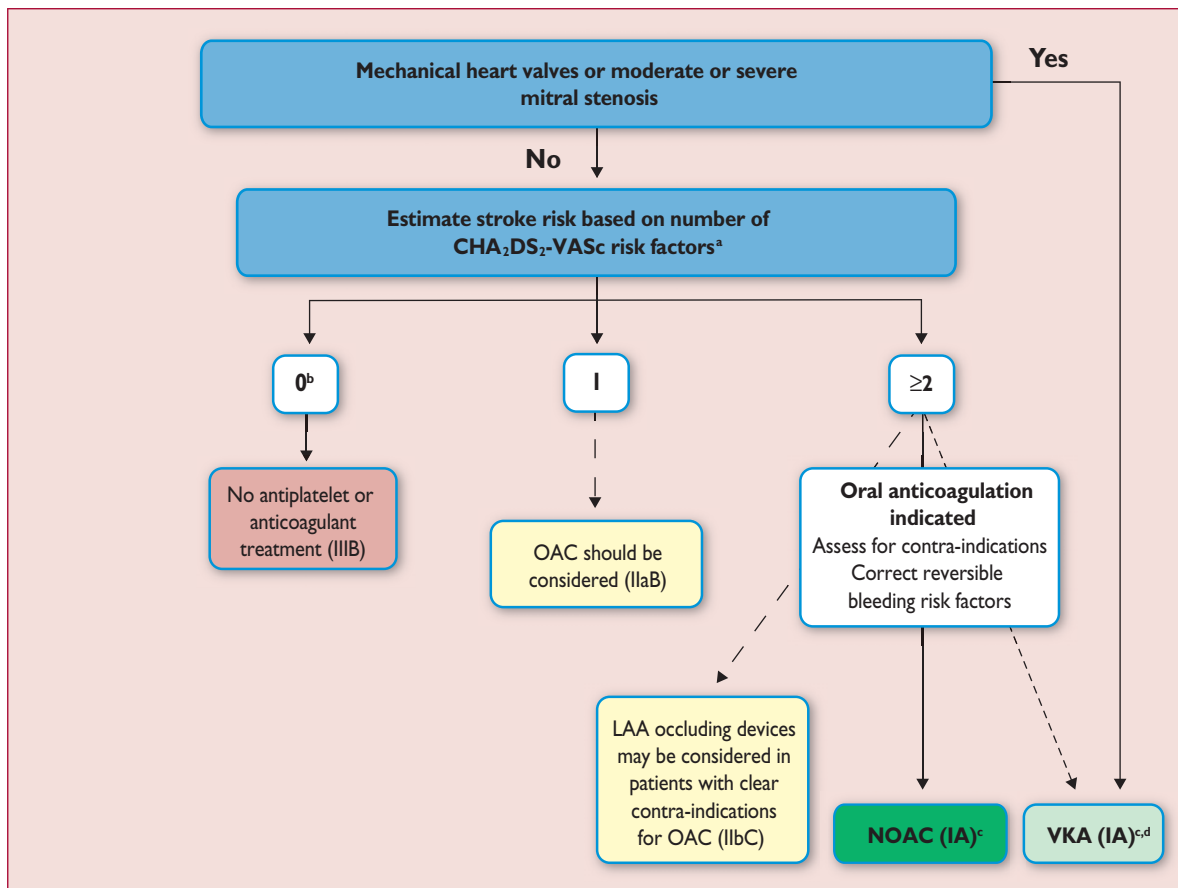 Mechanical heart valves or moderate or severe
mitral stenosis
Yes
No
Estimate stroke risk based on number of
CHA₂DS₂-VASc risk factorsᵃ
0ᵇ
1
≥2
No antiplatelet or
anticoagulant
treatment (IIIB)
OAC should be
considered (IIaB)
Oral anticoagulation
indicated
Assess for contra-indications
Correct reversible
bleeding risk factors
LAA occluding devices
may be considered in
patients with clear
contra-indications
for OAC (IIbC)
NOAC (IA)ᶜ
VKA (IA)ᶜ,ᵈ